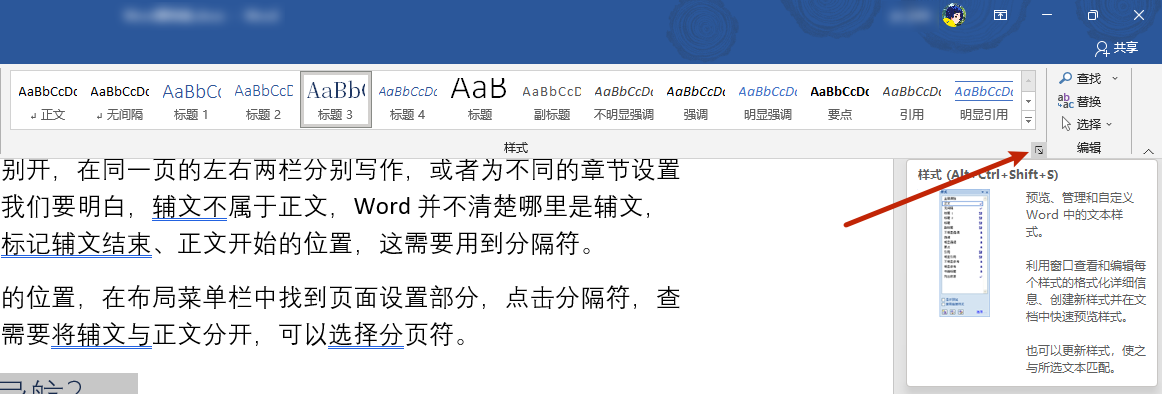 共享
AaBbCcDc AaBbCcDc AaBbC( AaBbCcD AaBb( AaBbCcDc AaB AaBbCcD AaBbCcDc AaBbCcDc AaBbCcDc AaBbCcDc AaBbCcDc AaBbCcDc
↲ 正文 ↲ 无间隔 标题 1 标题 2 标题 3 标题 4 标题 副标题 不明显强调 强调 明显强调 要点 引用 明显引用
样式
查找
替换
选择
编辑
别开，在同一页的左右两栏分别写作，或者为不同的章节设置
我们要明白，辅文不属于正文，Word 并不清楚哪里是辅文，
标记辅文结束、正文开始的位置，这需要用到分隔符。
的位置，在布局菜单栏中找到页面设置部分，点击分隔符，查
需要将辅文与正文分开，可以选择分页符。
样式 (Alt+Ctrl+Shift+S)
预览、管理和自定义
Word 中的文本样
式。
利用窗口查看和编辑每
个样式的格式化详细信
息、创建新样式并在文
档中快速预览样式。
也可以更新样式，使之
与所选文本匹配。